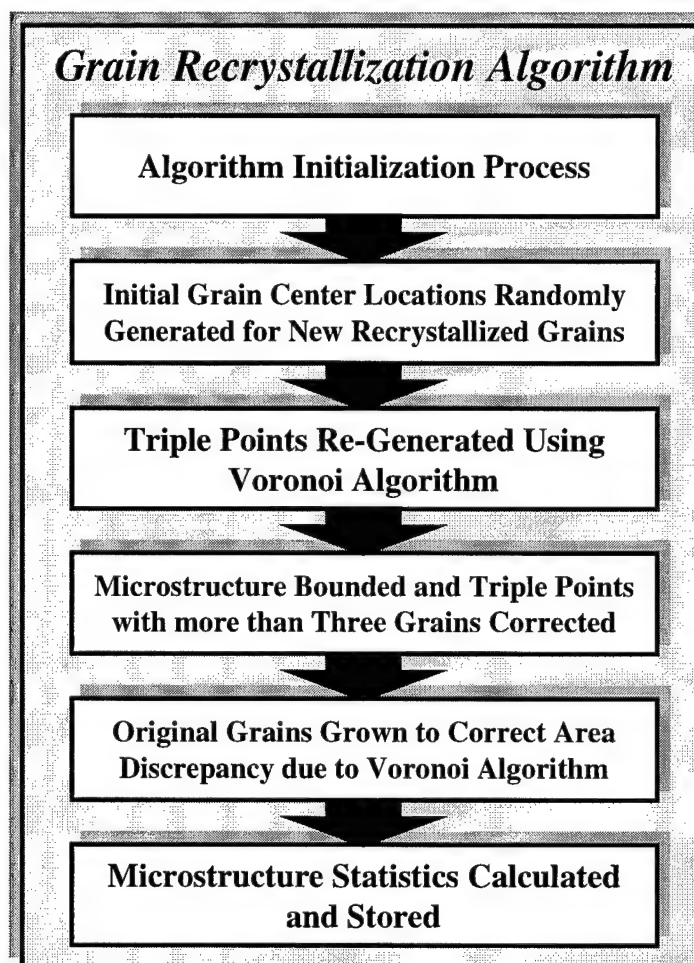 Grain Recrystallization Algorithm
Algorithm Initialization Process
Initial Grain Center Locations Randomly
Generated for New Recrystallized Grains
Triple Points Re-Generated Using
Voronoi Algorithm
Microstructure Bounded and Triple Points
with more than Three Grains Corrected
Original Grains Grown to Correct Area
Discrepancy due to Voronoi Algorithm
Microstructure Statistics Calculated
and Stored